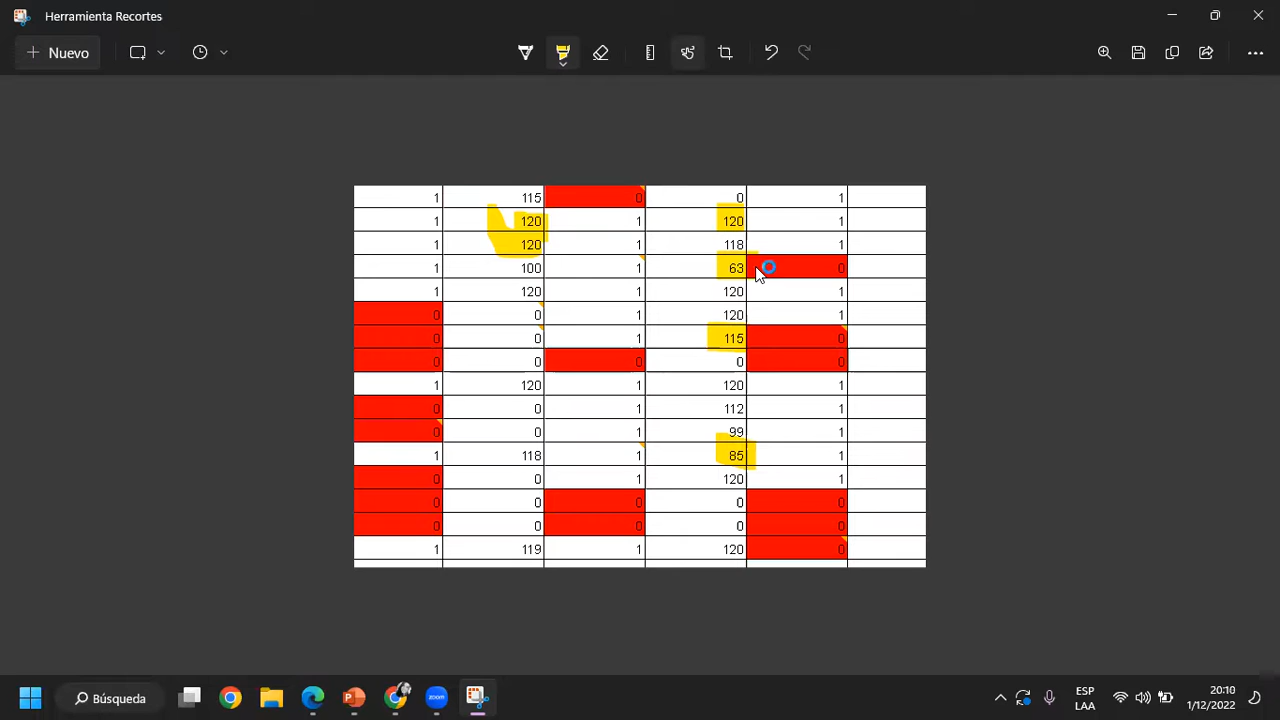 Herramienta Recortes
Nuevo
1 115 0 0 1
1 120 1 120 1
1 120 1 118 1
1 100 1 63 0
1 120 1 120 1
0 0 1 120 1
0 0 1 115 0
0 0 0 0 0
1 120 1 120 1
0 0 1 112 1
0 0 1 99 1
1 118 1 85 1
0 0 1 120 1
0 0 0 0 0
0 0 0 0 0
1 119 1 120 0
Búsqueda
zoom
ESP
LAA
20:10
1/12/2022